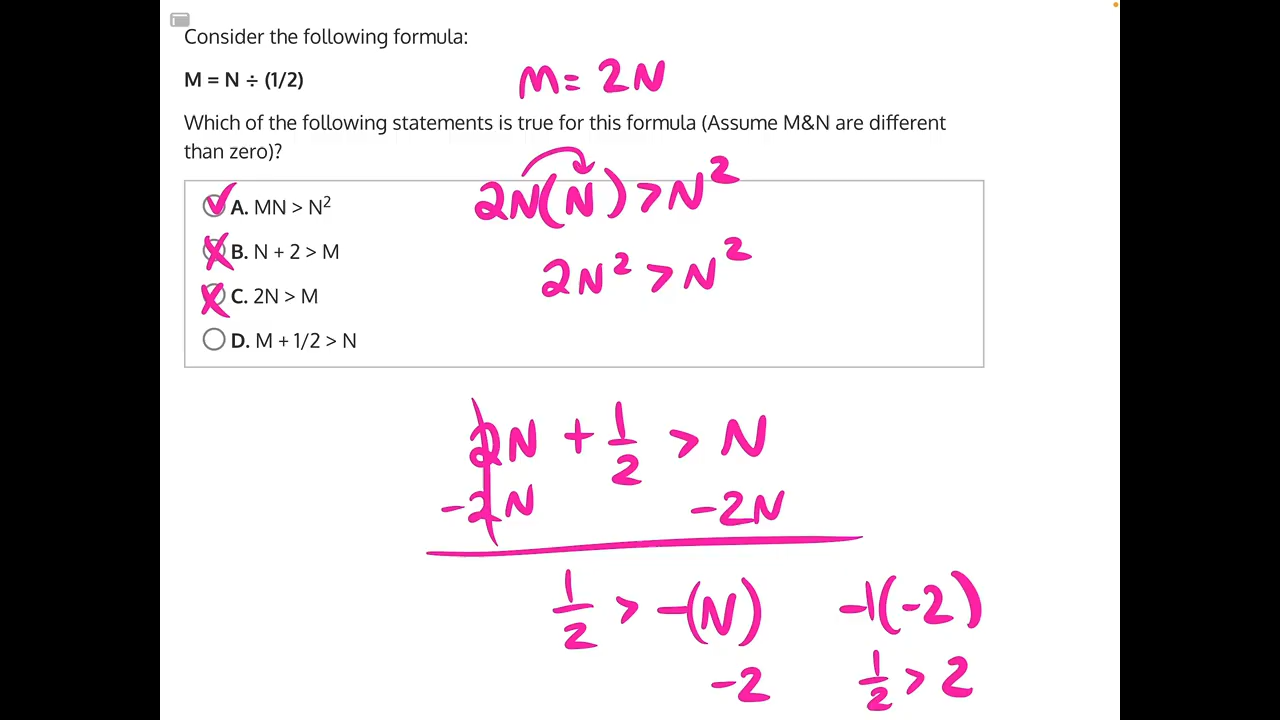 Consider the following formula:
M = N ÷ (1/2)
M = 2N
Which of the following statements is true for this formula (Assume M&N are different
than zero)?
A. MN > N²
2N(N) > N²
B. N + 2 > M
2N² > N²
C. 2N > M
D. M + 1/2 > N
2N + 1/2 > N
-2N -2N
1/2 > -(N) -1(-2)
-2 1/2 > 2